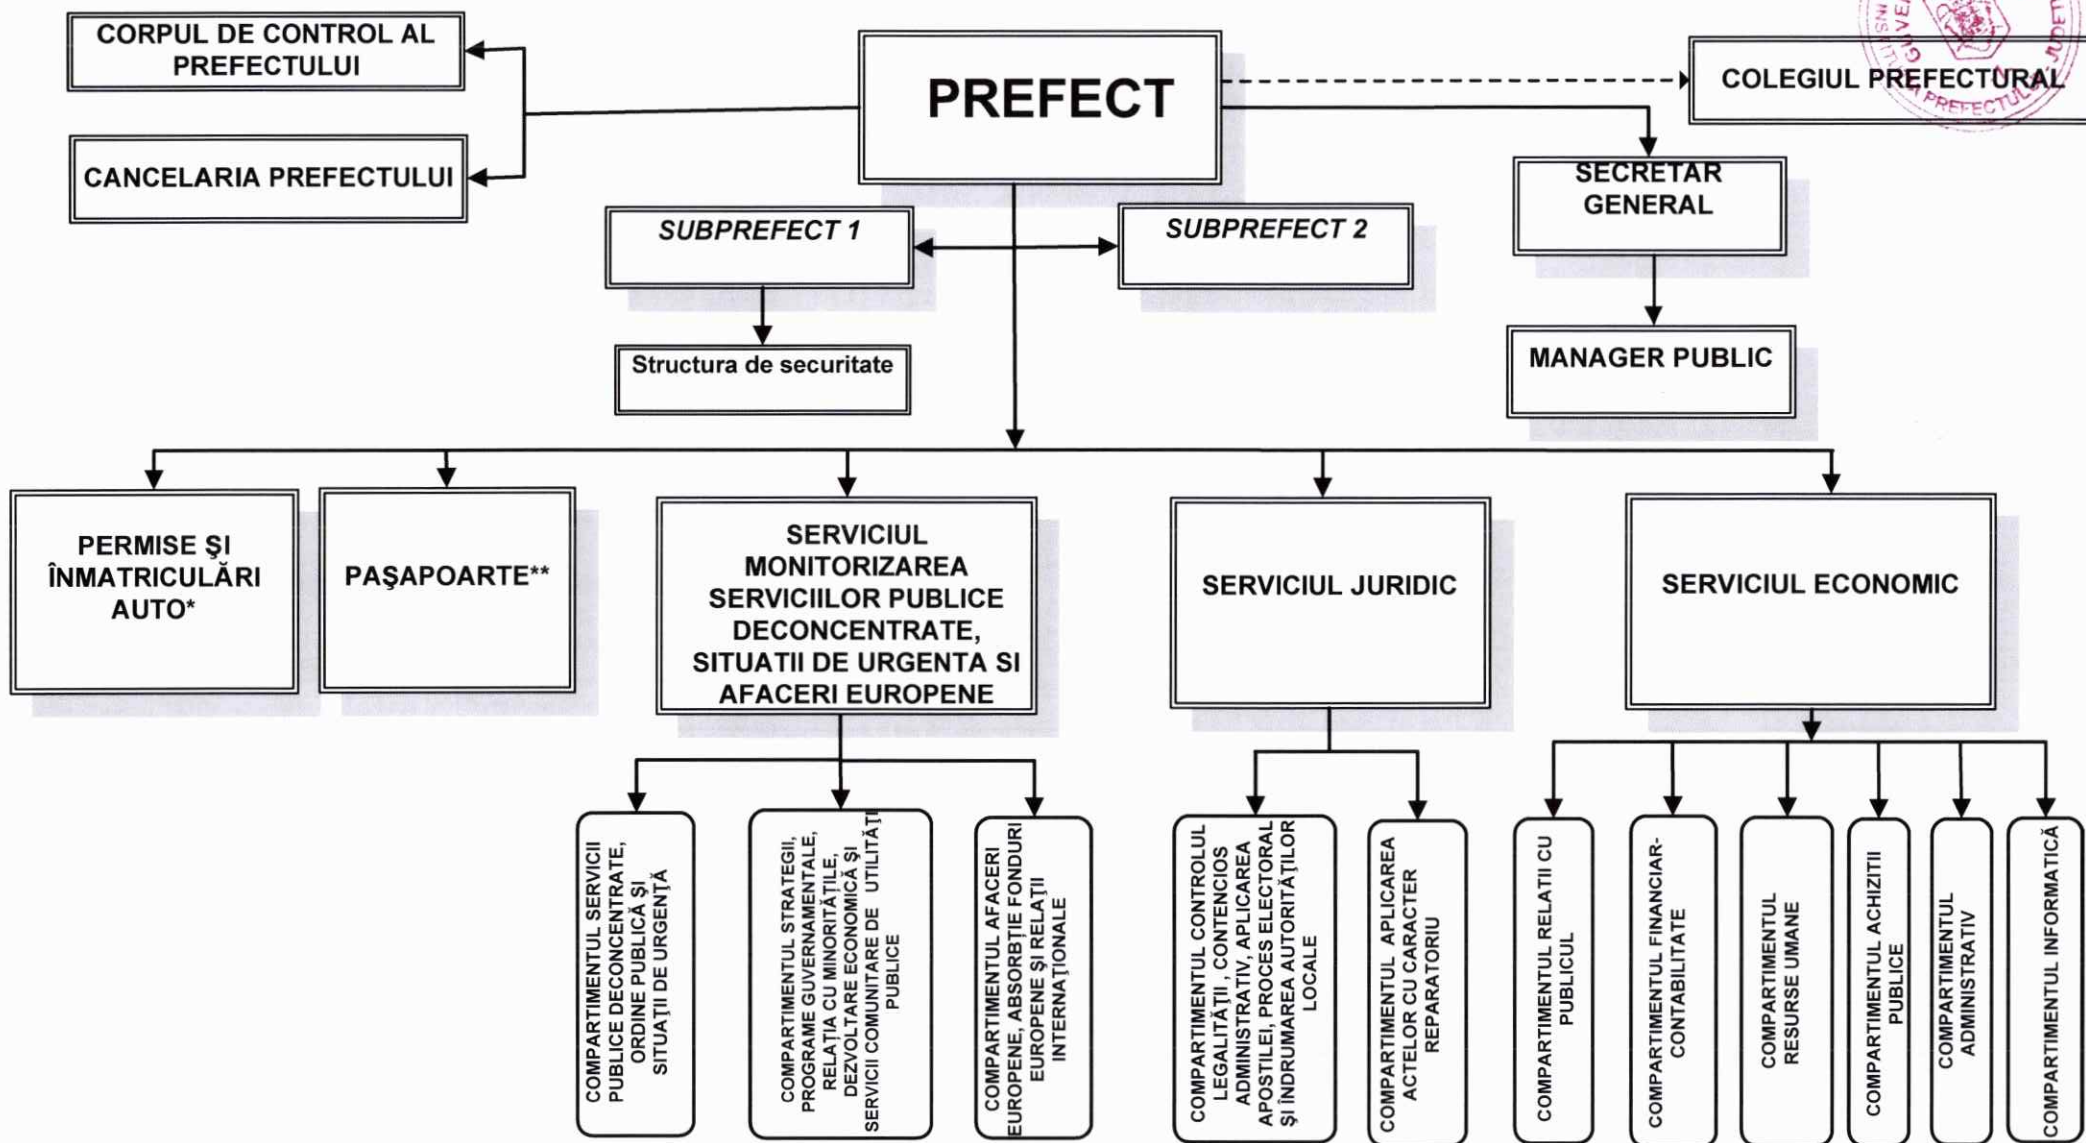 CORPUL DE CONTROL AL
PREFECTULUI
PREFECT
COLEGIUL PREFECTURAL
PREFECTULUI - JUDEȚU
CANCELARIA PREFECTULUI
SECRETAR
GENERAL
SUBPREFECT 1
SUBPREFECT 2
Structura de securitate
MANAGER PUBLIC
PERMISE ŞI
ÎNMATRICULĂRI
AUTO*
PAŞAPOARTE**
SERVICIUL
MONITORIZAREA
SERVICIILOR PUBLICE
DECONCENTRATE,
SITUATII DE URGENTA SI
AFACERI EUROPENE
SERVICIUL JURIDIC
SERVICIUL ECONOMIC
COMPARTIMENTUL SERVICII
PUBLICE DECONCENTRATE,
ORDINE PUBLICĂ ŞI
SITUAŢII DE URGENŢĂ
COMPARTIMENTUL STRATEGII,
PROGRAME GUVERNAMENTALE,
RELAŢIA CU MINORITĂŢILE,
DEZVOLTARE ECONOMICĂ ŞI
SERVICII COMUNITARE DE UTILITĂŢI
PUBLICE
COMPARTIMENTUL AFACERI
EUROPENE, ABSORBŢIE FONDURI
EUROPENE ŞI RELAŢII
INTERNAŢIONALE
COMPARTIMENTUL CONTROLUL
LEGALITĂŢII , CONTENCIOS
ADMINISTRATIV, APLICAREA
APOSTILEI, PROCES ELECTORAL
ŞI ÎNDRUMAREA AUTORITĂŢILOR
LOCALE
COMPARTIMENTUL APLICAREA
ACTELOR CU CARACTER
REPARATORIU
COMPARTIMENTUL RELATII CU
PUBLICUL
COMPARTIMENTUL FINANCIAR-
CONTABILITATE
COMPARTIMENTUL
RESURSE UMANE
COMPARTIMENTUL ACHIZITII
PUBLICE
COMPARTIMENTUL
ADMINISTRATIV
COMPARTIMENTUL INFORMATICĂ